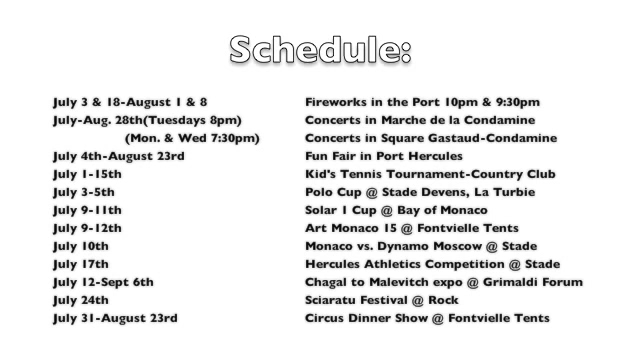 Schedule:
July 3 & 18-August 1 & 8 Fireworks in the Port 10pm & 9:30pm
July-Aug. 28th(Tuesdays 8pm) Concerts in Marche de la Condamine
(Mon. & Wed 7:30pm) Concerts in Square Gastaud-Condamine
July 4th-August 23rd Fun Fair in Port Hercules
July 1-15th Kid's Tennis Tournament-Country Club
July 3-5th Polo Cup @ Stade Devens, La Turbie
July 9-11th Solar 1 Cup @ Bay of Monaco
July 9-12th Art Monaco 15 @ Fontvielle Tents
July 10th Monaco vs. Dynamo Moscow @ Stade
July 17th Hercules Athletics Competition @ Stade
July 12-Sept 6th Chagal to Malevitch expo @ Grimaldi Forum
July 24th Sciaratu Festival @ Rock
July 31-August 23rd Circus Dinner Show @ Fontvielle Tents